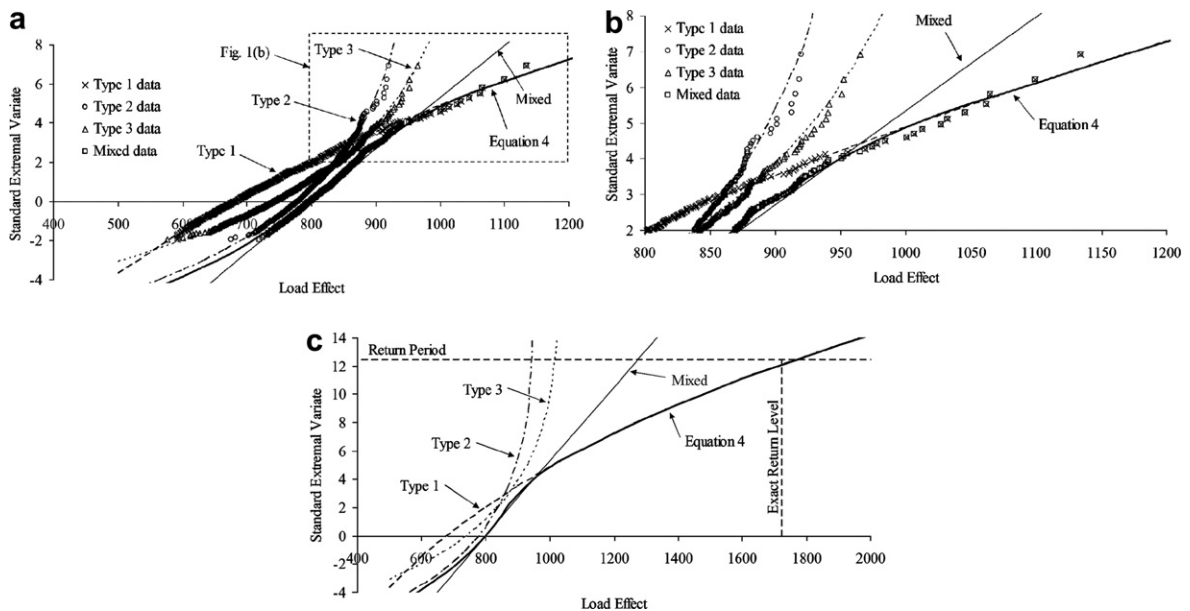 a
8
6
4
2
0
-2
-4
400
500
600
700
800
900
1000
1100
1200
Standard Extremal Variate
Load Effect
Fig. 1(b)
Type 3
Type 2
Type 1
Mixed
Equation 4
× Type 1 data
○ Type 2 data
△ Type 3 data
Mixed data
b
8
7
6
5
4
3
2
800
850
900
950
1000
1050
1100
1150
1200
Standard Extremal Variate
Load Effect
× Type 1 data
○ Type 2 data
△ Type 3 data
Mixed data
Mixed
Equation 4
c
14
12
10
8
6
4
2
0
-2
-4
400
600
800
1000
1200
1400
1600
1800
2000
Standard Extremal Variate
Load Effect
Return Period
Type 3
Type 2
Type 1
Mixed
Equation 4
Exact Return Level